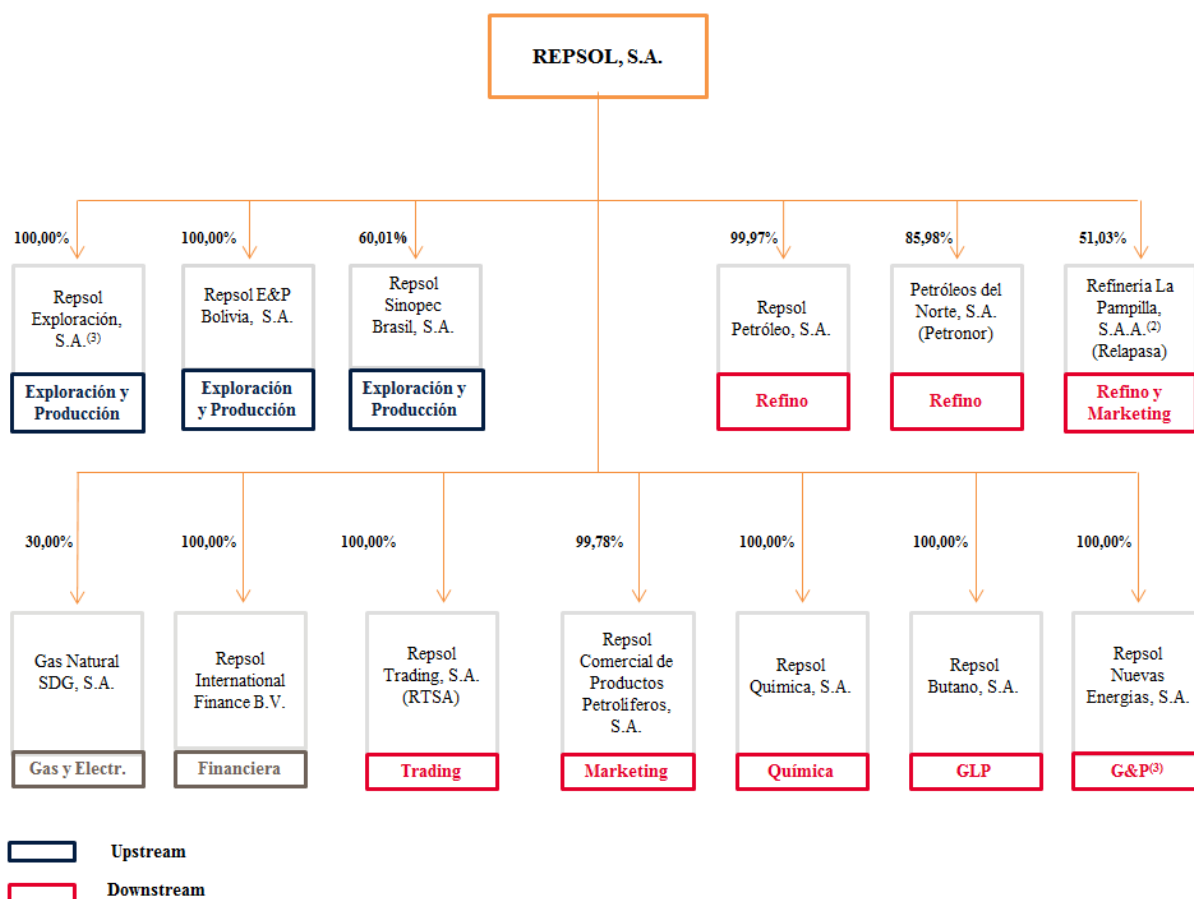 REPSOL, S.A.
100,00%
100,00%
60,01%
99,97%
85,98%
51,03%
Repsol
Exploración,
S.A.(3)
Exploración y
Producción
Repsol E&P
Bolivia, S.A.
Exploración
y Producción
Repsol
Sinopec
Brasil, S.A.
Exploración y
Producción
Repsol
Petróleo, S.A.
Refino
Petróleos del
Norte, S.A.
(Petronor)
Refino
Refineria La
Pampilla,
S.A.A.(2)
(Relapasa)
Refino y
Marketing
30,00%
100,00%
100,00%
99,78%
100,00%
100,00%
100,00%
Gas Natural
SDG, S.A.
Gas y Electr.
Repsol
International
Finance B.V.
Financiera
Repsol
Trading, S.A.
(RTSA)
Trading
Repsol
Comercial de
Productos
Petrolíferos,
S.A.
Marketing
Repsol
Química, S.A.
Química
Repsol
Butano, S.A.
GLP
Repsol
Nuevas
Energías, S.A.
G&P(3)
Upstream
Downstream